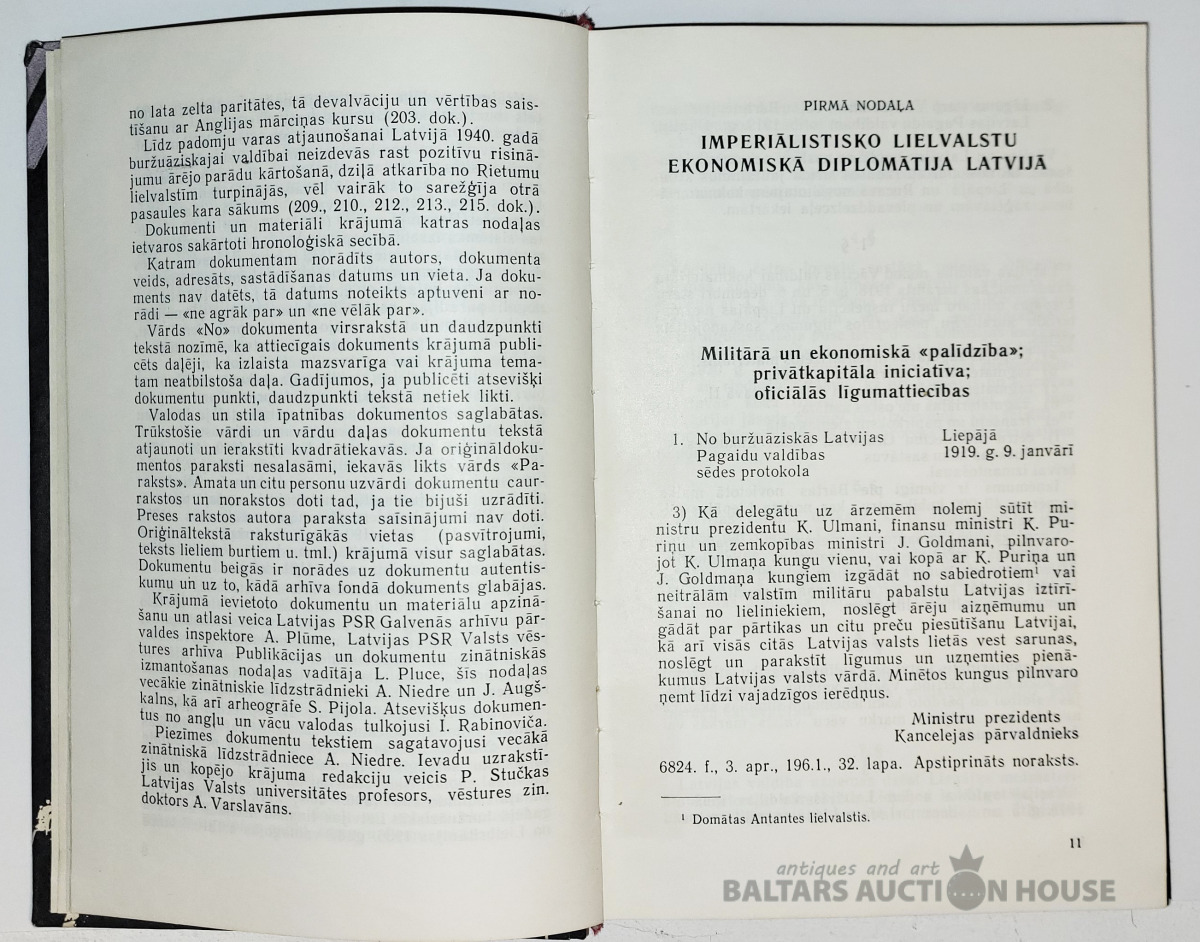 no lata zelta paritātes, tā devalvāciju un vērtības sais-
tīšanu ar Anglijas mārciņas kursu (203. dok.).
Līdz padomju varas atjaunošanai Latvijā 1940. gadā
buržuāziskajai valdībai neizdevās rast pozitīvu risinā-
jumu ārējo parādu kārtošanā, dziļā atkarība no Rietumu
lielvalstīm turpinājās, vēl vairāk to sarežģīja otrā
pasaules kara sākums (209., 210., 212., 213., 215. dok.).
Dokumenti un materiāli krājumā katras nodaļas
ietvaros sakārtoti hronoloģiskā secībā.
Katram dokumentam norādīts autors, dokumenta
veids, adresāts, sastādīšanas datums un vieta. Ja doku-
ments nav datēts, tā datums noteikts aptuveni ar no-
rādi — «ne agrāk par» un «ne vēlāk par».
Vārds «No» dokumenta virsrakstā un daudzpunkti
tekstā nozīmē, ka attiecīgais dokuments krājumā publi-
cēts daļēji, ka izlaista mazsvarīga vai krājuma tema-
tam neatbilstoša daļa. Gadījumos, ja publicēti atsevišķi
dokumentu punkti, daudzpunkti tekstā netiek likti.
Valodas un stila īpatnības dokumentos saglabātas.
Trūkstošie vārdi un vārdu daļas dokumentu tekstā
atjaunoti un ierakstīti kvadrātiekavās. Ja oriģināldoku-
mentos paraksti nesalasāmi, iekavās likts vārds «Pa-
raksts». Amata un citu personu uzvārdi dokumentu caur-
rakstos un norakstos doti tad, ja tie bijuši uzrādīti.
Preses rakstos autora paraksta saīsinājumi nav doti.
Oriģināltekstā raksturīgākās vietas (pasvītrojumi,
teksts lieliem burtiem u. tml.) krājumā visur saglabātas.
Dokumentu beigās ir norādes uz dokumentu autentis-
kumu un uz to, kādā arhīva fondā dokuments glabājas.
Krājumā ievietoto dokumentu un materiālu apzinā-
šanu un atlasi veica Latvijas PSR Galvenās arhīvu pār-
valdes inspektore A. Plūme, Latvijas PSR Valsts vēs-
tures arhīva Publikācijas un dokumentu zinātniskās
izmantošanas nodaļas vadītāja L. Pluce, šīs nodaļas
vecākie zinātniskie līdzstrādnieki A. Niedre un J. Augš-
kalns, kā arī arheogrāfe S. Pijola. Atsevišķus dokumen-
tus no angļu un vācu valodas tulkojusi I. Rabinoviča.
Piezīmes dokumentu tekstiem sagatavojusi vecākā
zinātniskā līdzstrādniece A. Niedre. Ievadu uzrakstī-
jis un kopējo krājuma redakciju veicis P. Stučkas
Latvijas Valsts universitātes profesors, vēstures zin.
doktors A. Varslavāns.
PIRMĀ NODAĻA
IMPERIĀLISTISKO LIELVALSTU
EKONOMISKĀ DIPLOMĀTIJA LATVIJĀ
Militārā un ekonomiskā «palīdzība»;
privātkapitāla iniciatīva;
oficiālās līgumattiecības
1. No buržuāziskās Latvijas Liepājā
Pagaidu valdības 1919. g. 9. janvārī
sēdes protokola
3) Kā delegātu uz ārzemēm nolemj sūtīt mi-
nistru prezidentu K. Ulmani, finansu ministri K. Pu-
riņu un zemkopības ministri J. Goldmani, pilnvaro-
jot K. Ulmaņa kungu vienu, vai kopā ar K. Puriņa un
J. Goldmaņa kungiem izgādāt no sabiedrotiem¹ vai
neitrālām valstīm militāru pabalstu Latvijas iztīrī-
šanai no lieliniekiem, noslēgt ārēju aizņēmumu un
gādāt par pārtikas un citu preču piesūtīšanu Latvijai,
kā arī visās citās Latvijas valsts lietās vest sarunas,
noslēgt un parakstīt līgumus un uzņemties pienā-
kumus Latvijas valsts vārdā. Minētos kungus pilnvaro
ņemt līdzi vajadzīgos ierēdņus.
Ministru prezidents
Kancelejas pārvaldnieks
6824. f., 3. apr., 196.1., 32. lapa. Apstiprināts noraksts.
¹ Domātas Antantes lielvalstis.
11
antiques and art
BALTARS AUCTION HOUSE